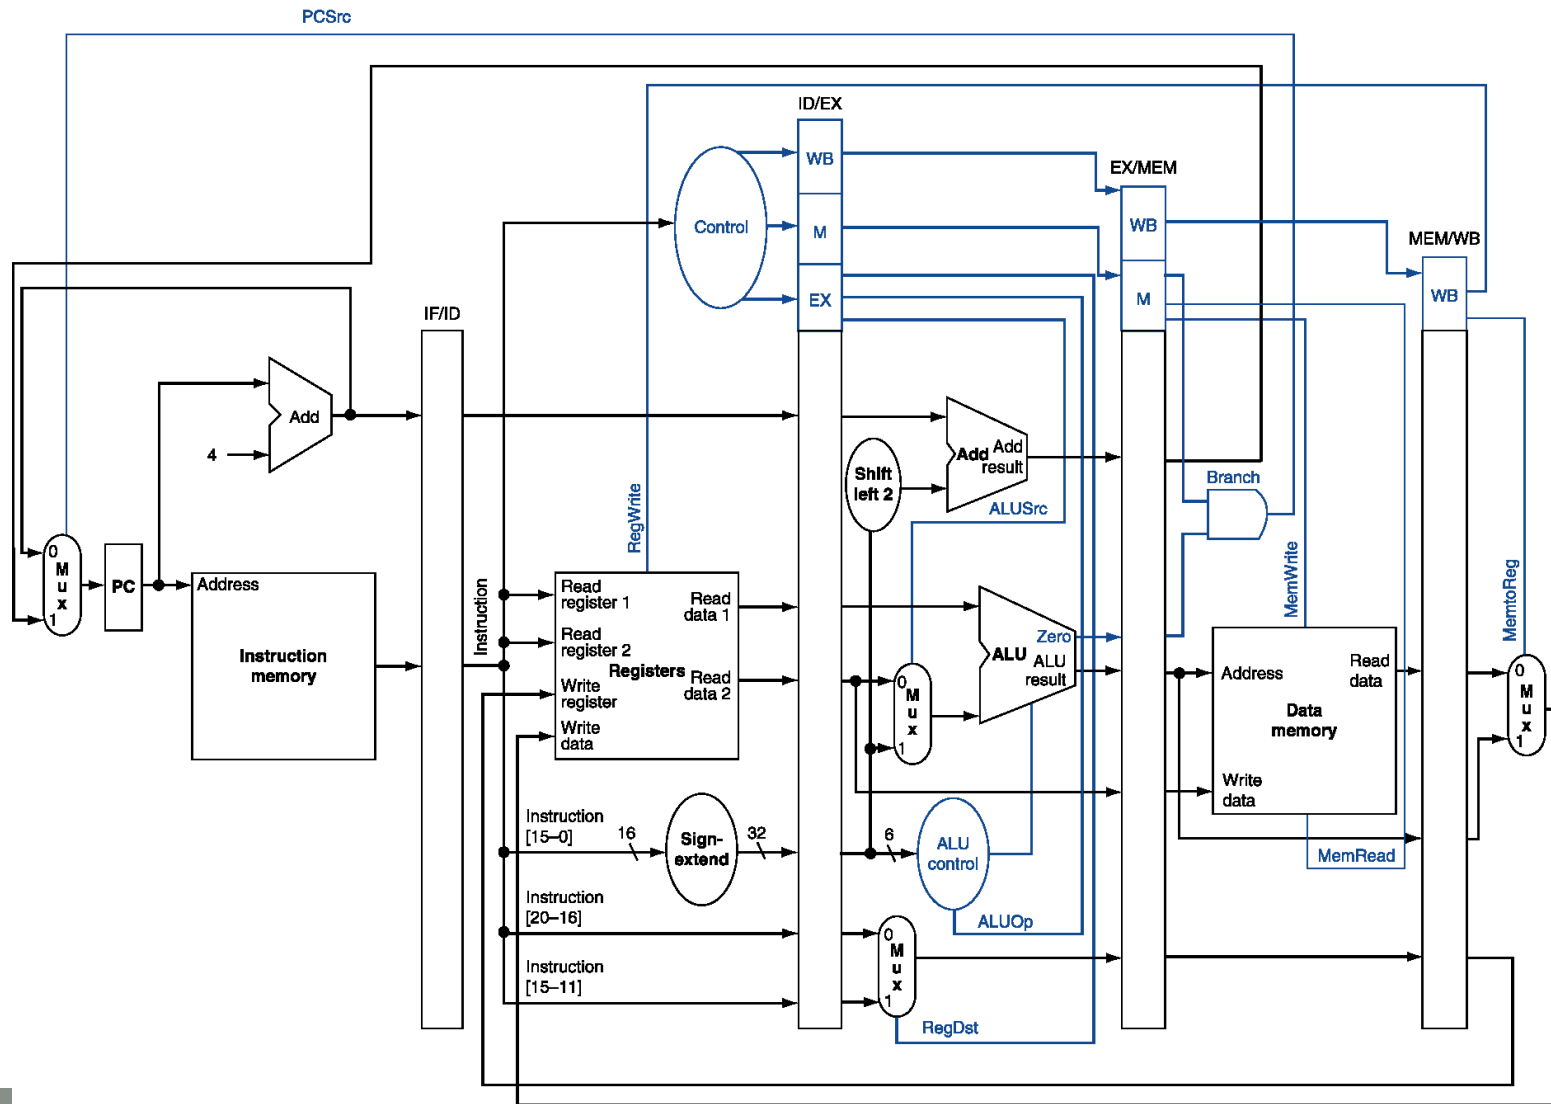 PCSrc
ID/EX
WB
EX/MEM
Control
M
WB
MEM/WB
EX
M
WB
IF/ID
Add
4
Add
Add
result
Shift
left 2
Branch
ALUSrc
RegWrite
MemWrite
MemtoReg
0
M
u
x
1
PC
Address
Instruction
memory
Instruction
Read
register 1
Read
data 1
Read
register 2
Registers
Read
data 2
Write
register
Write
data
0
M
u
x
1
Zero
ALU
ALU
result
Address
Read
data
Data
memory
Write
data
0
M
u
x
1
Instruction
[15–0]
16
Sign-
extend
32
6
ALU
control
MemRead
Instruction
[20–16]
ALUOp
0
M
u
x
1
Instruction
[15–11]
RegDst